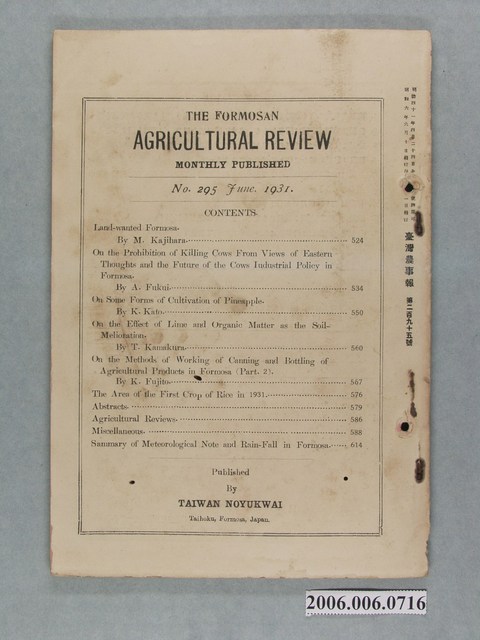 THE FORMOSAN
AGRICULTURAL REVIEW
MONTHLY PUBLISHED
No. 295 June. 1931.
CONTENTS.
Land-wanted Formosa.
By M. Kajihara. 524
On the Prohibition of Killing Cows From Views of Eastern
Thoughts and the Future of the Cows Industrial Policy in
Formosa.
By A. Fukui. 534
On Some Forms of Cultivation of Pineapple.
By K. Kato. 550
On the Effect of Lime and Organic Matter as the Soil-
Melioration.
By T. Kamakura. 560
On the Methods of Working of Canning and Bottling of
Agricultural Products in Formosa (Part. 2).
By K. Fujito. 567
The Area of the First Crop of Rice in 1931. 576
Abstracts. 579
Agricultural Reviews. 586
Miscellaneous. 588
Summary of Meteorological Note and Rain-Fall in Formosa. 614
Published
By
TAIWAN NOYUKWAI
Taihoku, Formosa, Japan.
臺灣農事報 第二百九十五號
2006.006.0716